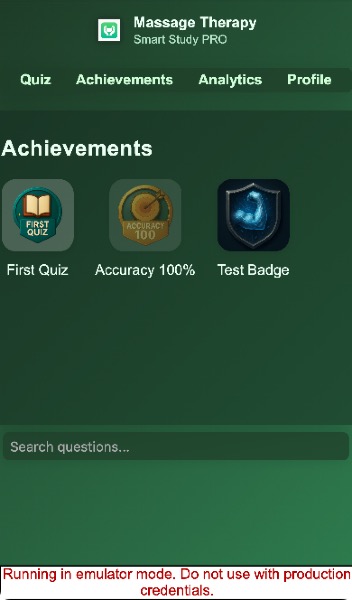 Massage Therapy
Smart Study PRO
Quiz Achievements Analytics Profile
Achievements
FIRST
QUIZ
ACCURACY
100
First Quiz Accuracy 100% Test Badge
Search questions...
Running in emulator mode. Do not use with production
credentials.